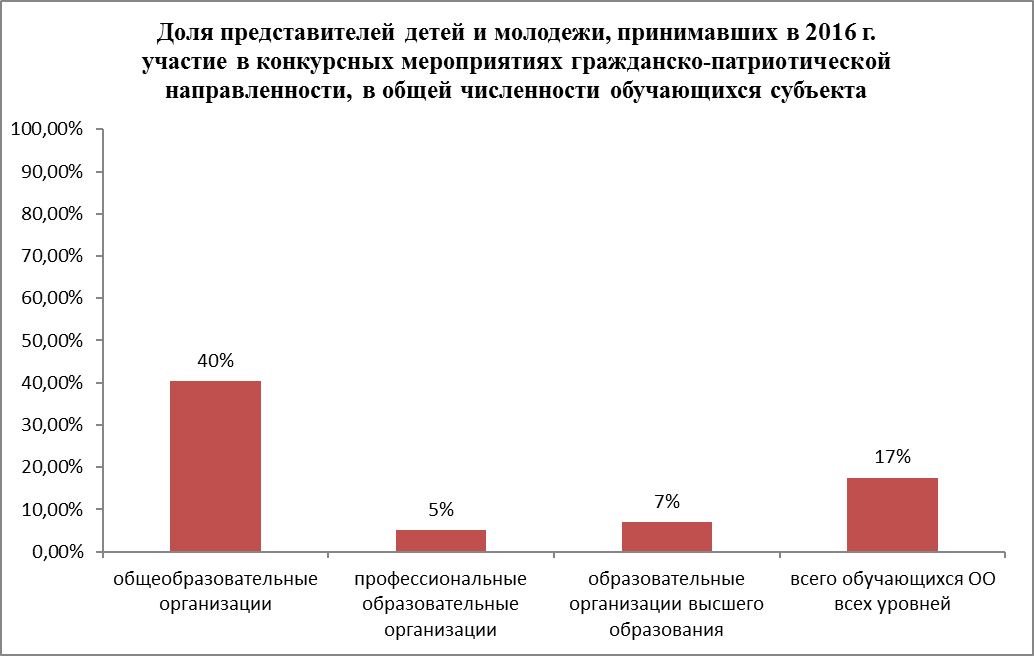 Доля представителей детей и молодежи, принимавших в 2016 г.
участие в конкурсных мероприятиях гражданско-патриотической
направленности, в общей численности обучающихся субъекта
100,00%
90,00%
80,00%
70,00%
60,00%
50,00%
40,00%
30,00%
20,00%
10,00%
0,00%
40%
5%
7%
17%
общеобразовательные
организации
профессиональные
образовательные
организации
образовательные
организации высшего
образования
всего обучающихся ОО
всех уровней